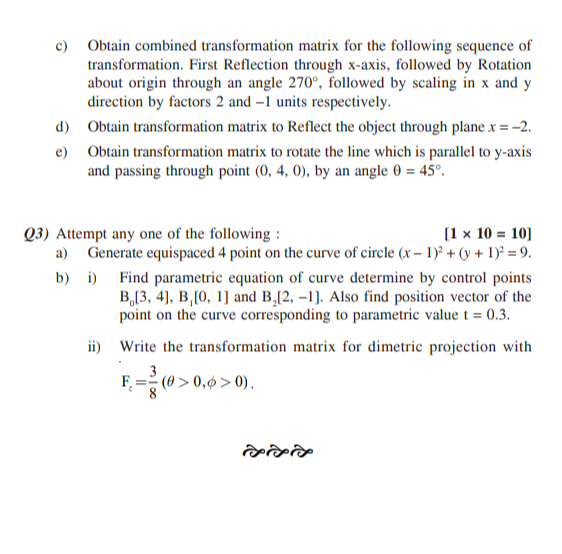 c) Obtain combined transformation matrix for the following sequence of
transformation. First Reflection through x-axis, followed by Rotation
about origin through an angle 270°, followed by scaling in x and y
direction by factors 2 and –1 units respectively.
d) Obtain transformation matrix to Reflect the object through plane x = –2.
e) Obtain transformation matrix to rotate the line which is parallel to y-axis
and passing through point (0, 4, 0), by an angle θ = 45°.
Q3) Attempt any one of the following : [1 × 10 = 10]
a) Generate equispaced 4 point on the curve of circle (x – 1)² + (y + 1)² = 9.
b) i) Find parametric equation of curve determine by control points
B₀[3, 4], B₁[0, 1] and B₂[2, –1]. Also find position vector of the
point on the curve corresponding to parametric value t = 0.3.
ii) Write the transformation matrix for dimetric projection with
F_z = 3/8 (θ > 0, ϕ > 0).